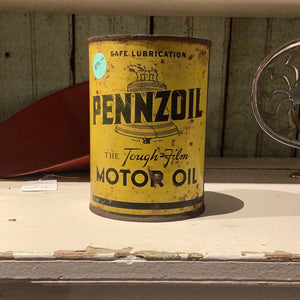 SAFE LUBRICATION
PENNZOIL
THE Tough-Film
MOTOR OIL